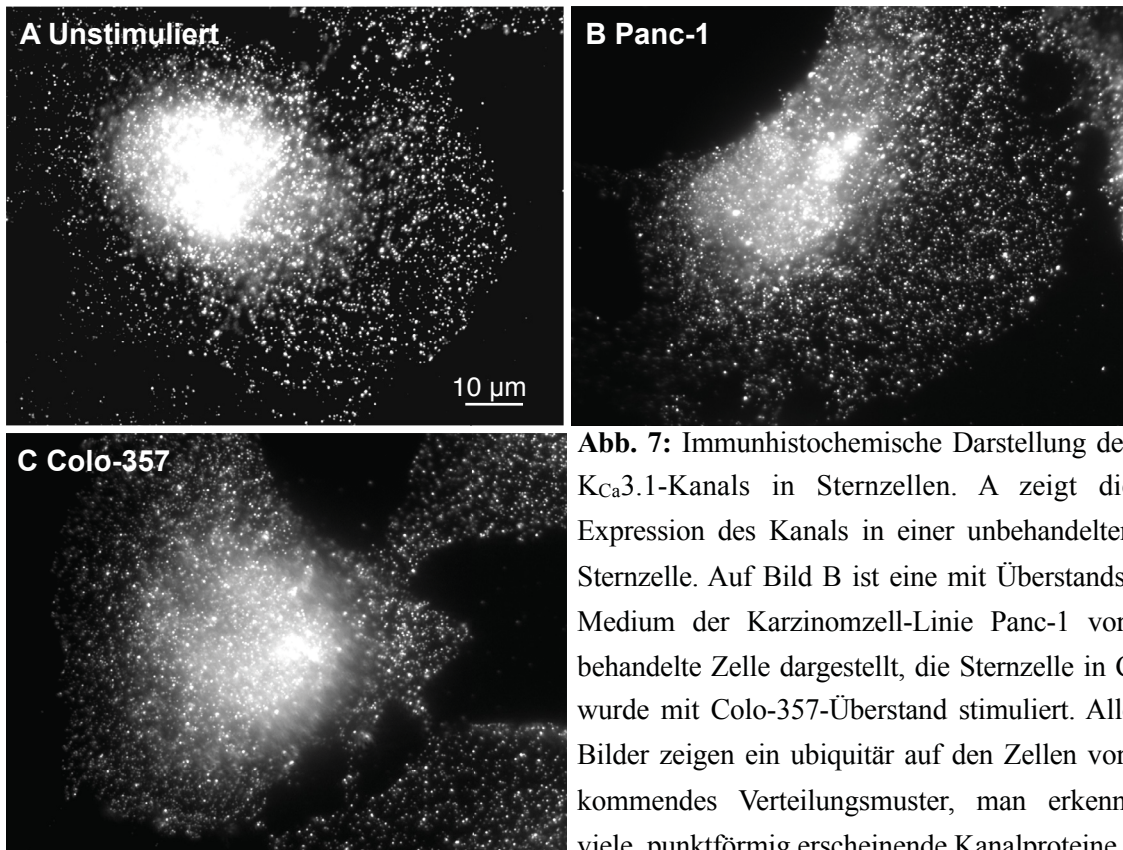 A Unstimuliert
B Panc-1
10 µm
C Colo-357
Abb. 7: Immunhistochemische Darstellung de
KCa3.1-Kanals in Sternzellen. A zeigt di
Expression des Kanals in einer unbehandelten
Sternzelle. Auf Bild B ist eine mit Überstands-
Medium der Karzinomzell-Linie Panc-1 vor
behandelte Zelle dargestellt, die Sternzelle in C
wurde mit Colo-357-Überstand stimuliert. Alle
Bilder zeigen ein ubiquitär auf den Zellen vor
kommendes Verteilungsmuster, man erkenn
viele, punktförmig erscheinende Kanalproteine.